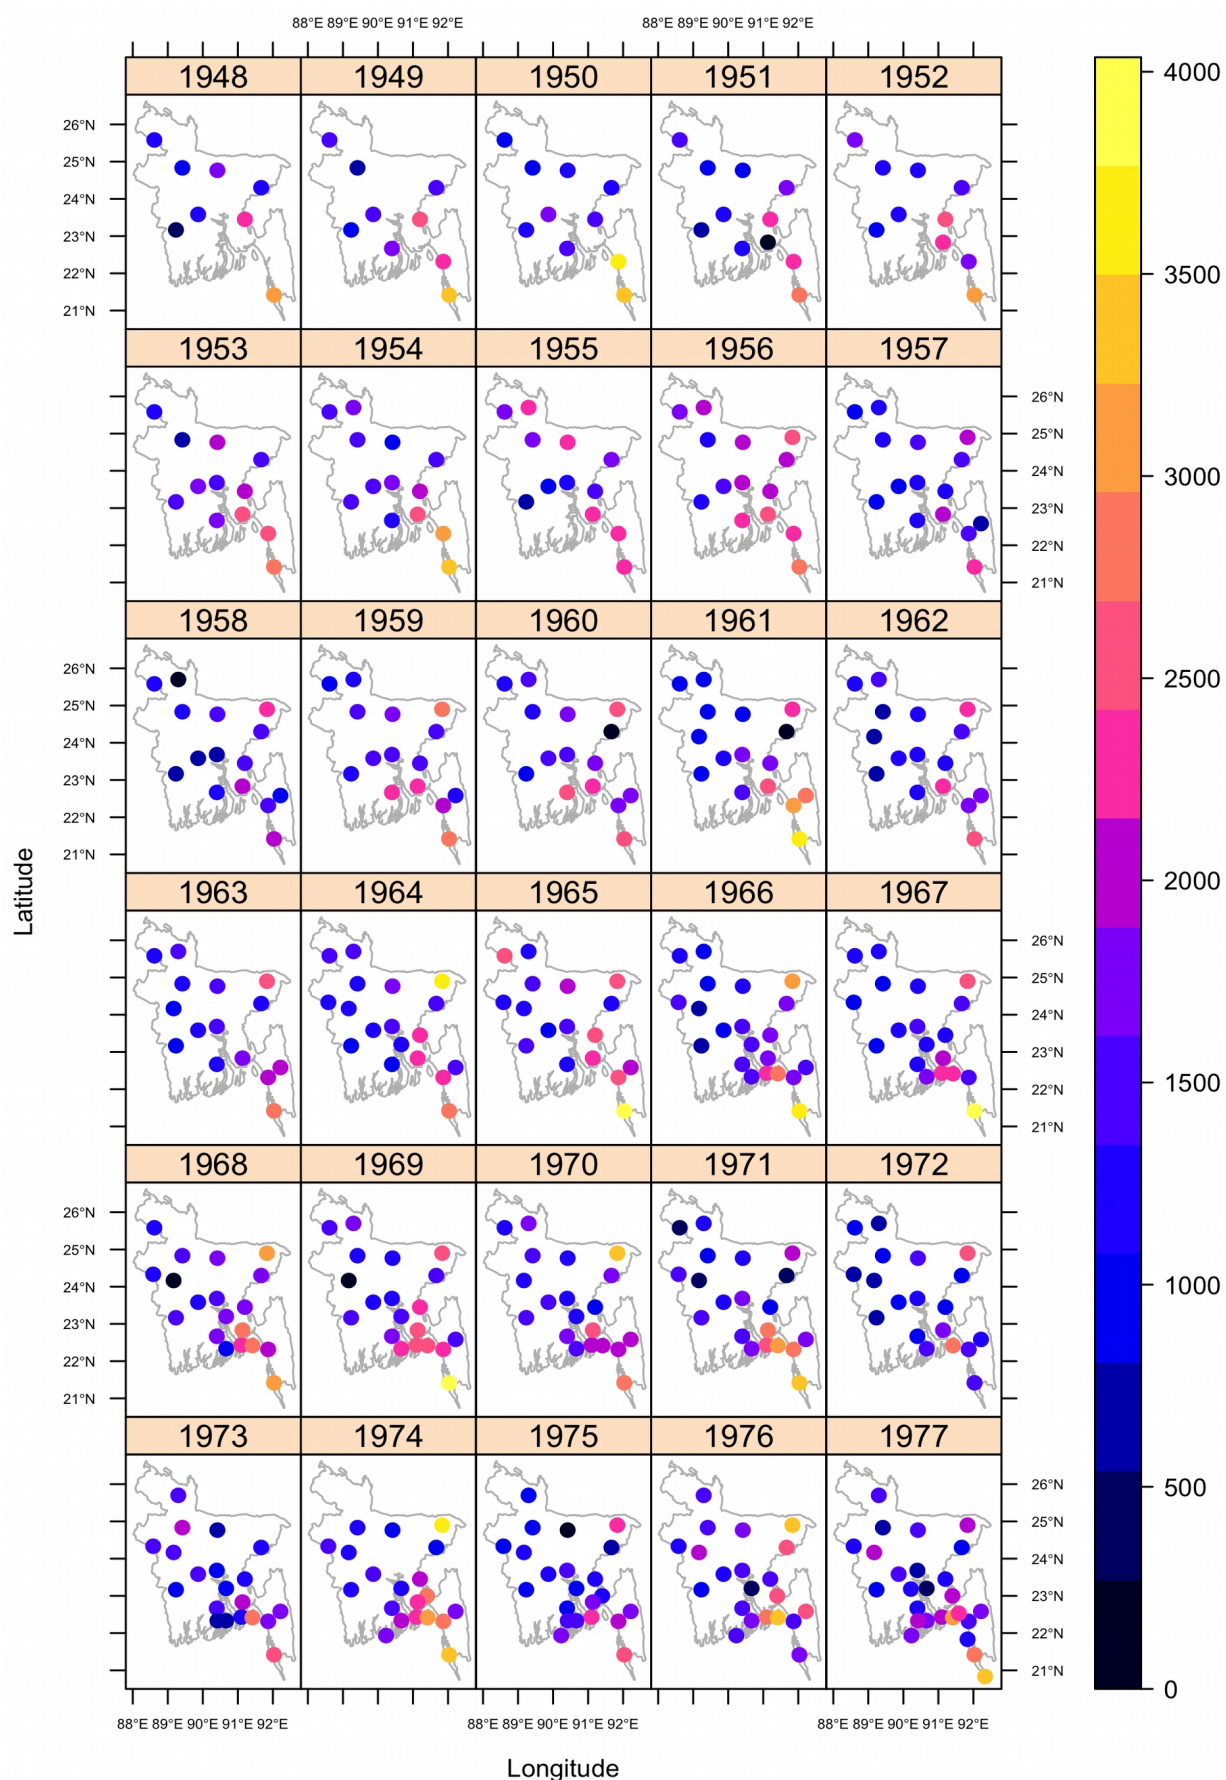 88°E 89°E 90°E 91°E 92°E 88°E 89°E 90°E 91°E 92°E
1948 1949 1950 1951 1952 4000
26°N
25°N
24°N
23°N
22°N 3500
21°N
1953 1954 1955 1956 1957
26°N
25°N
24°N 3000
23°N
22°N
21°N
1958 1959 1960 1961 1962
26°N
25°N 2500
24°N
23°N
22°N
21°N
Latitude
1963 1964 1965 1966 1967 2000
26°N
25°N
24°N
23°N
22°N 1500
21°N
1968 1969 1970 1971 1972
26°N
25°N
24°N 1000
23°N
22°N
21°N
1973 1974 1975 1976 1977
26°N 500
25°N
24°N
23°N
22°N
21°N
0
88°E 89°E 90°E 91°E 92°E 88°E 89°E 90°E 91°E 92°E 88°E 89°E 90°E 91°E 92°E
Longitude